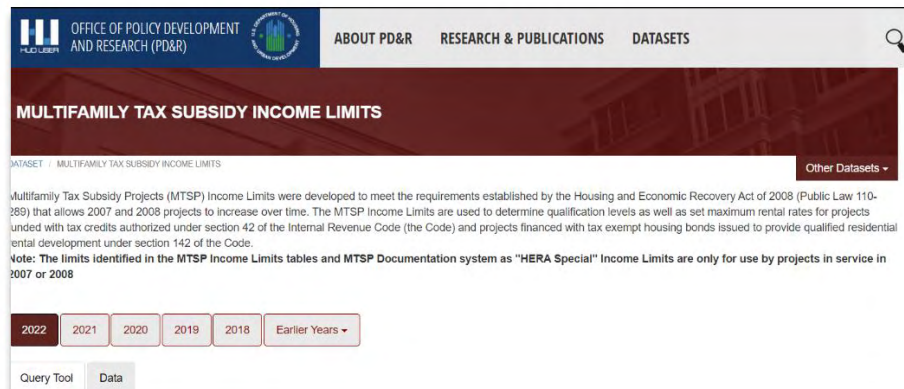 HUD USER
OFFICE OF POLICY DEVELOPMENT
AND RESEARCH (PD&R)
ABOUT PD&R
RESEARCH & PUBLICATIONS
DATASETS
MULTIFAMILY TAX SUBSIDY INCOME LIMITS
DATASET / MULTIFAMILY TAX SUBSIDY INCOME LIMITS
Other Datasets
Multifamily Tax Subsidy Projects (MTSP) Income Limits were developed to meet the requirements established by the Housing and Economic Recovery Act of 2008 (Public Law 110-
289) that allows 2007 and 2008 projects to increase over time. The MTSP Income Limits are used to determine qualification levels as well as set maximum rental rates for projects
funded with tax credits authorized under section 42 of the Internal Revenue Code (the Code) and projects financed with tax exempt housing bonds issued to provide qualified residential
rental development under section 142 of the Code.
Note: The limits identified in the MTSP Income Limits tables and MTSP Documentation system as "HERA Special" Income Limits are only for use by projects in service in
2007 or 2008
2022
2021
2020
2019
2018
Earlier Years
Query Tool
Data